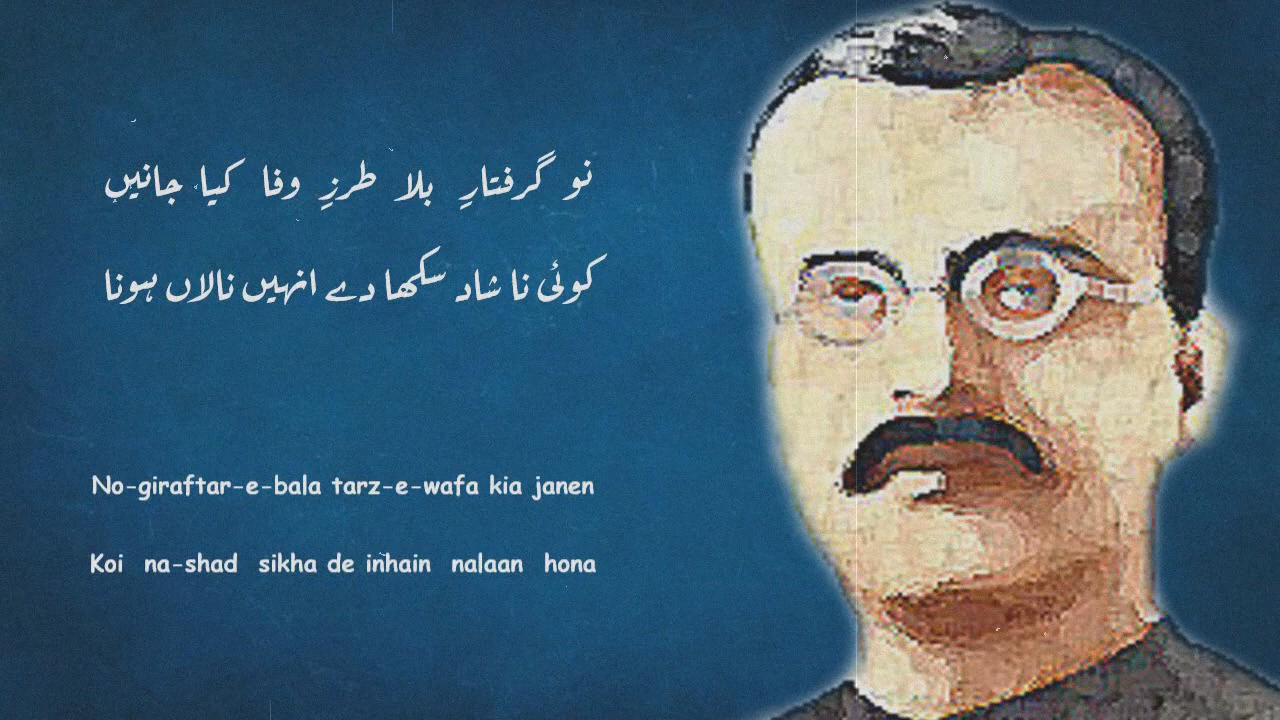 نو گرفتارِ بلا طرزِ وفا کیا جانیں
کوئی نا شاد سکھا دے انہیں نالاں ہونا
No-giraftar-e-bala tarz-e-wafa kia janen
Koi na-shad sikha de inhain nalaan hona